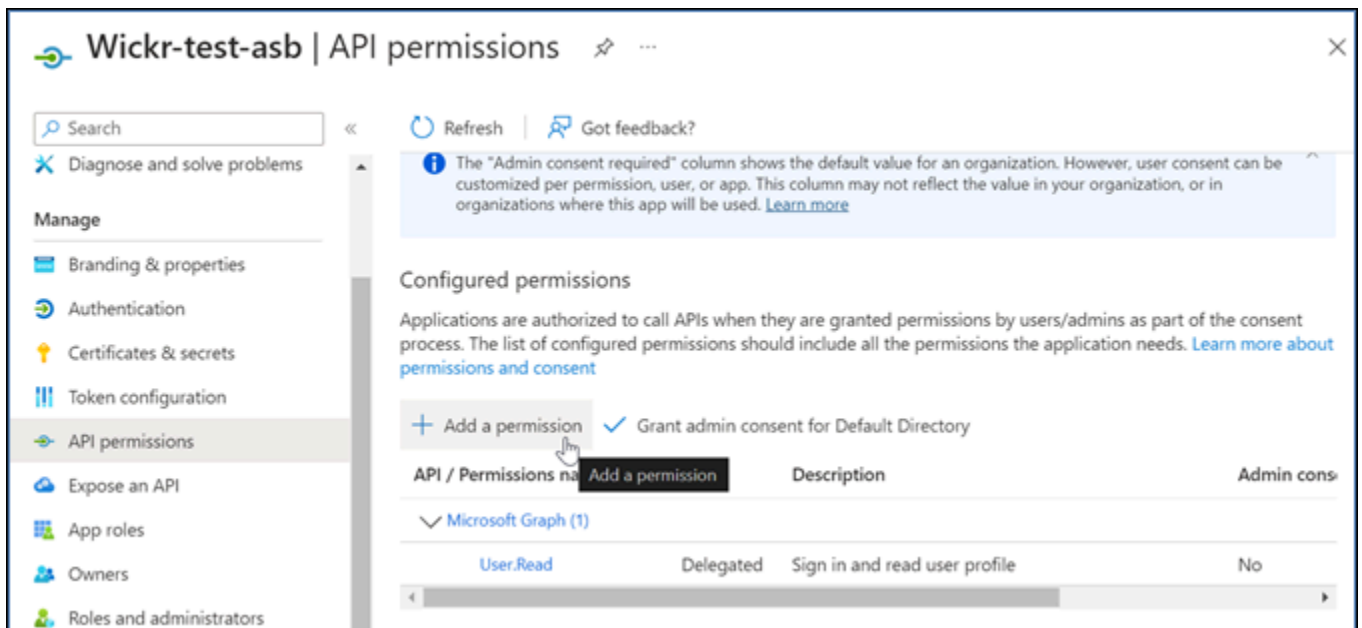 Wickr-test-asb | API permissions
Search
Diagnose and solve problems
Manage
Branding & properties
Authentication
Certificates & secrets
Token configuration
API permissions
Expose an API
App roles
Owners
Roles and administrators
Refresh
Got feedback?
The "Admin consent required" column shows the default value for an organization. However, user consent can be
customized per permission, user, or app. This column may not reflect the value in your organization, or in
organizations where this app will be used. Learn more
Configured permissions
Applications are authorized to call APIs when they are granted permissions by users/admins as part of the consent
process. The list of configured permissions should include all the permissions the application needs. Learn more about
permissions and consent
Add a permission
Grant admin consent for Default Directory
Add a permission
API / Permissions na
Description
Admin cons
Microsoft Graph (1)
User.Read
Delegated
Sign in and read user profile
No